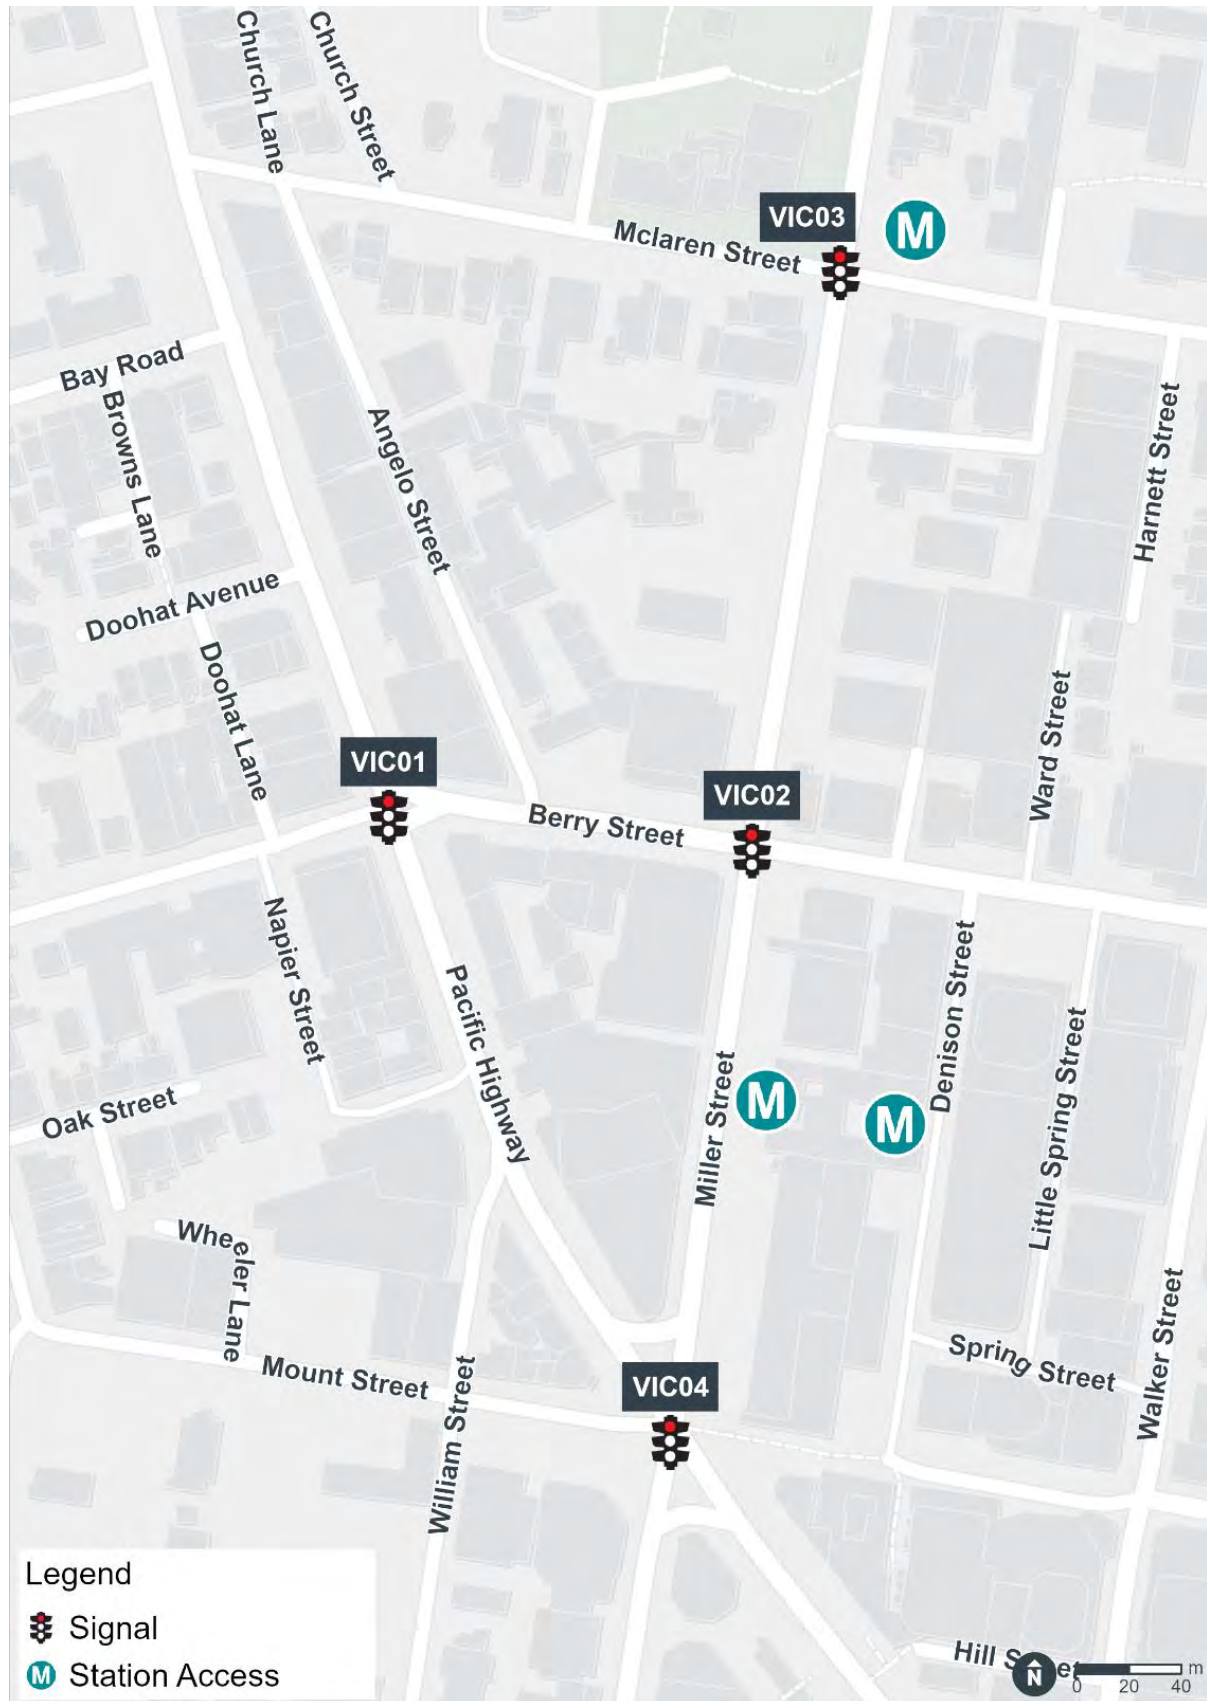 Church Lane
Church Street
VIC03
M
Mclaren Street
Bay Road
Browns Lane
Angelo Street
Harnett Street
Doohat Avenue
Doohat Lane
Ward Street
VIC01
VIC02
Berry Street
Napier Street
Pacific Highway
Denison Street
Little Spring Street
Miller Street
M
M
Oak Street
Wheeler Lane
Mount Street
William Street
VIC04
Spring Street
Walker Street
Legend
Signal
M Station Access
Hill S et
N
0 20 40 m